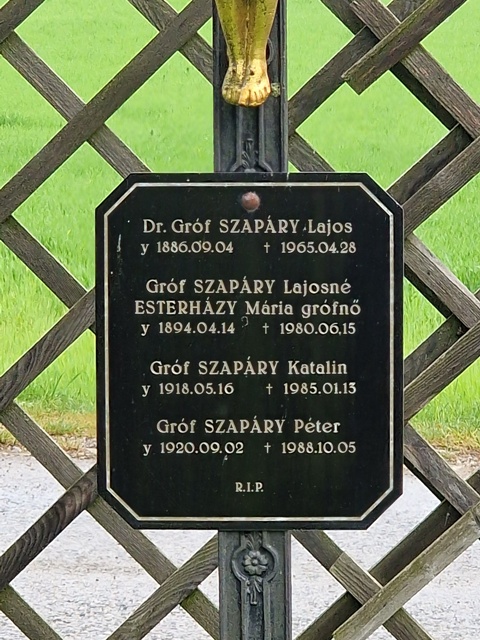 Dr. Gróf SZAPÁRY Lajos
y 1886.09.04 † 1965.04.28
Gróf SZAPÁRY Lajosné
ESTERHÁZY Mária grófnő
y 1894.04.14 † 1980.06.15
Gróf SZAPÁRY Katalin
y 1918.05.16 † 1985.01.13
Gróf SZAPÁRY Péter
y 1920.09.02 † 1988.10.05
R.I.P.